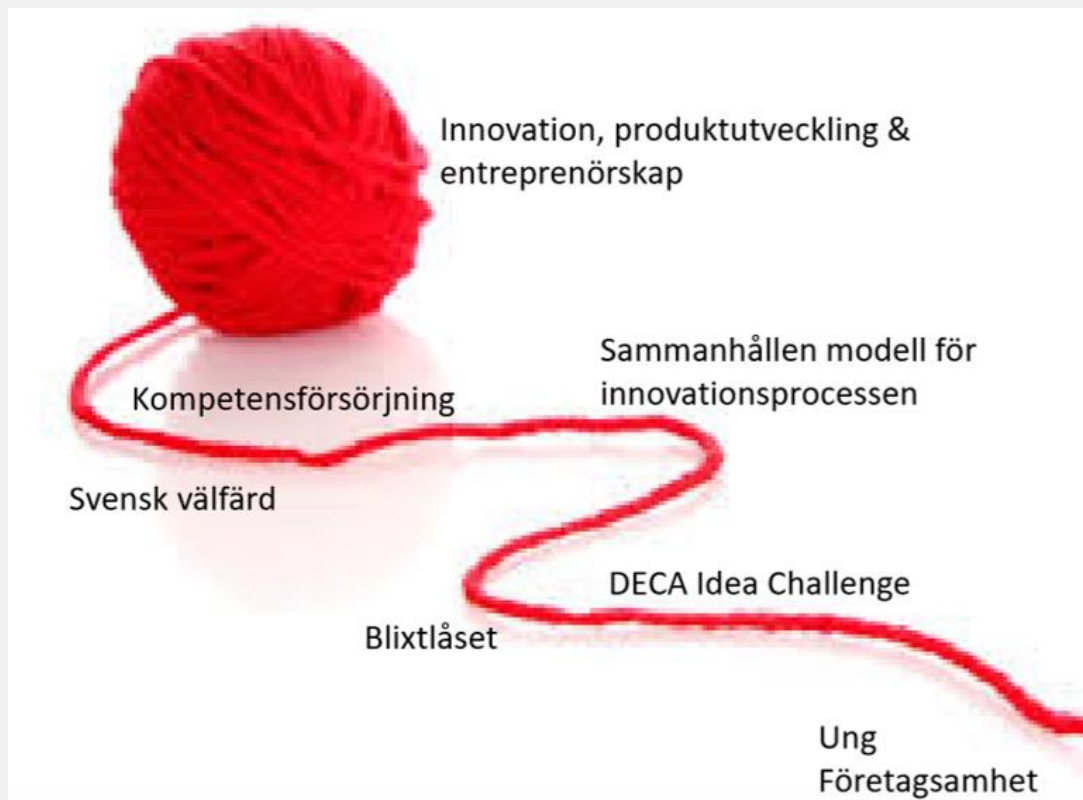 Innovation, produktutveckling &
entreprenörskap
Sammanhållen modell för
innovationsprocessen
Kompetensförsörjning
Svensk välfärd
DECA Idea Challenge
Blixtlåset
Ung
Företagsamhet